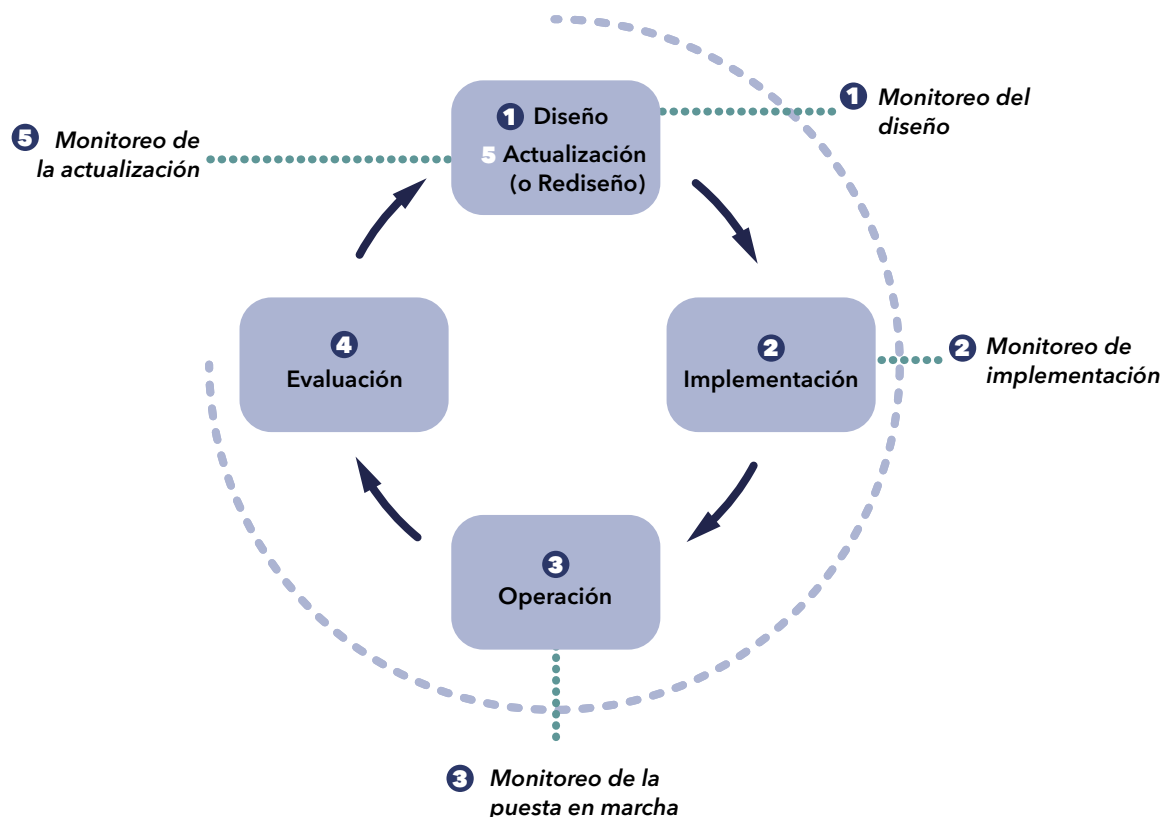 1 Diseño
5 Actualización
(o Rediseño)
1 Monitoreo del
diseño
5 Monitoreo de
la actualización
4
Evaluación
2
Implementación
2 Monitoreo de
implementación
3
Operación
3 Monitoreo de la
puesta en marcha